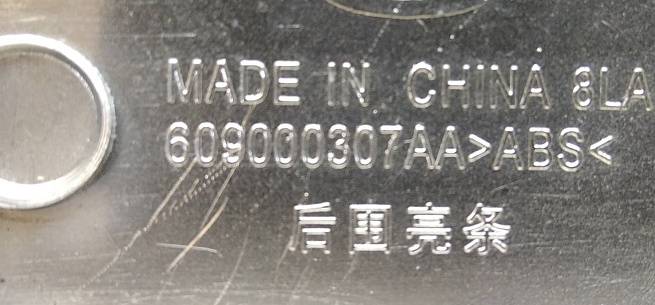 MADE IN CHINA 8LA
609000307AA>ABS<
后围亮条